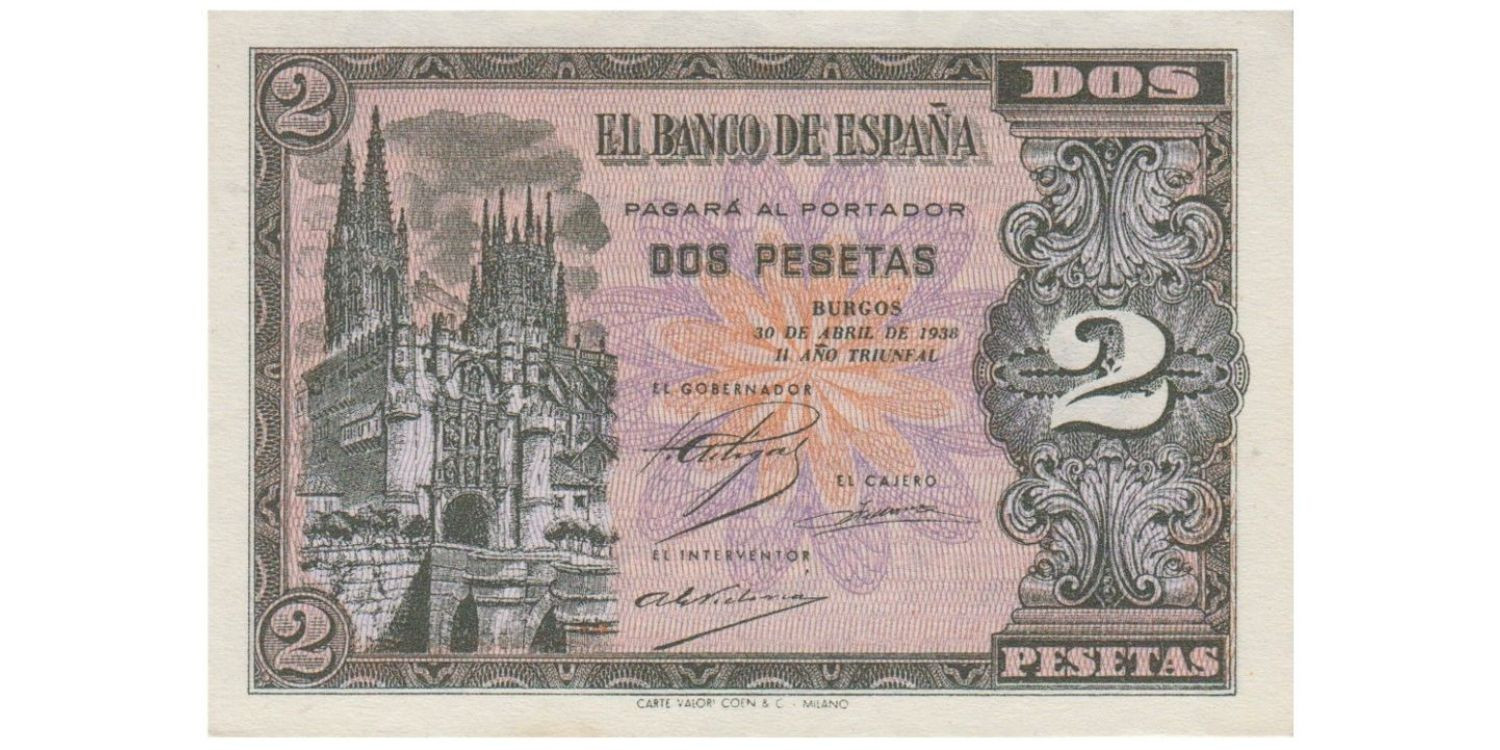 2
DOS
EL BANCO DE ESPAÑA
PAGARÁ AL PORTADOR
DOS PESETAS
BURGOS
30 DE ABRIL DE 1938
II AÑO TRIUNFAL
EL GOBERNADOR
2
EL CAJERO
EL INTERVENTOR
2
PESETAS
CARTE VALORI COEN & C. - MILANO